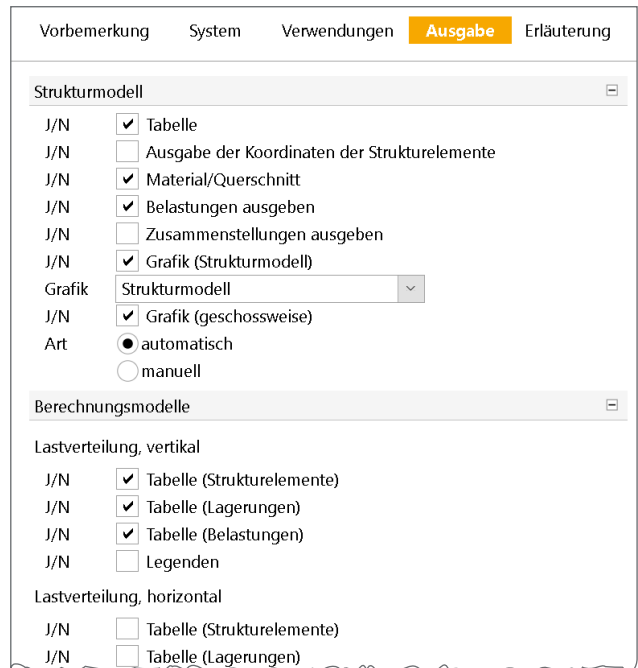 Vorbemerkung System Verwendungen Ausgabe Erläuterung
Strukturmodell
J/N Tabelle
J/N Ausgabe der Koordinaten der Strukturelemente
J/N Material/Querschnitt
J/N Belastungen ausgeben
J/N Zusammenstellungen ausgeben
J/N Grafik (Strukturmodell)
Grafik Strukturmodell
J/N Grafik (geschossweise)
Art automatisch
manuell
Berechnungsmodelle
Lastverteilung, vertikal
J/N Tabelle (Strukturelemente)
J/N Tabelle (Lagerungen)
J/N Tabelle (Belastungen)
J/N Legenden
Lastverteilung, horizontal
J/N Tabelle (Strukturelemente)
J/N Tabelle (Lagerungen)